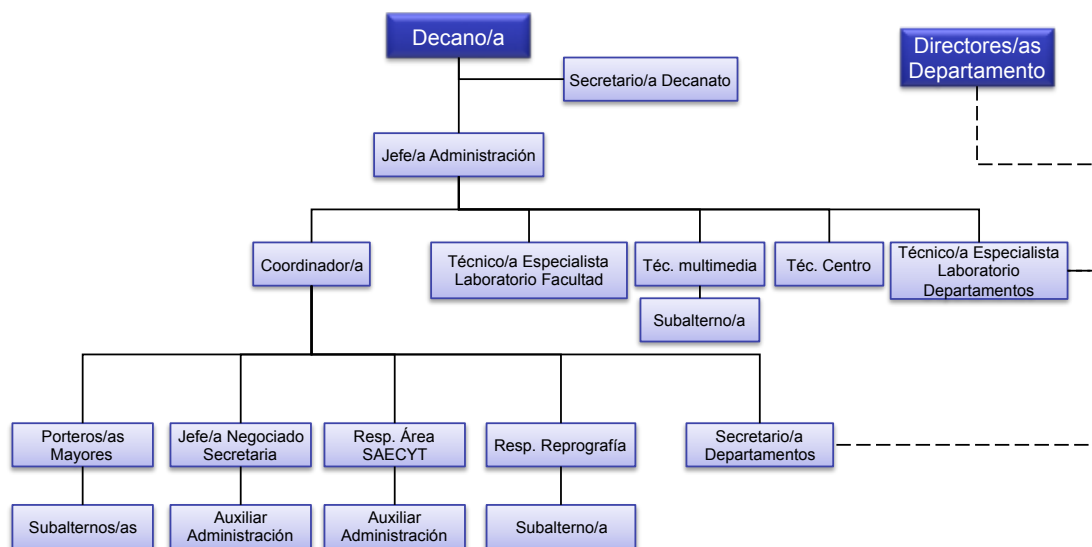 Decano/a
Directores/as
Departamento
Secretario/a Decanato
Jefe/a Administración
Coordinador/a
Técnico/a Especialista
Laboratorio Facultad
Téc. multimedia
Téc. Centro
Técnico/a Especialista
Laboratorio
Departamentos
Subalterno/a
Porteros/as
Mayores
Jefe/a Negociado
Secretaria
Resp. Área
SAECYT
Resp. Reprografía
Secretario/a
Departamentos
Subalternos/as
Auxiliar
Administración
Auxiliar
Administración
Subalterno/a